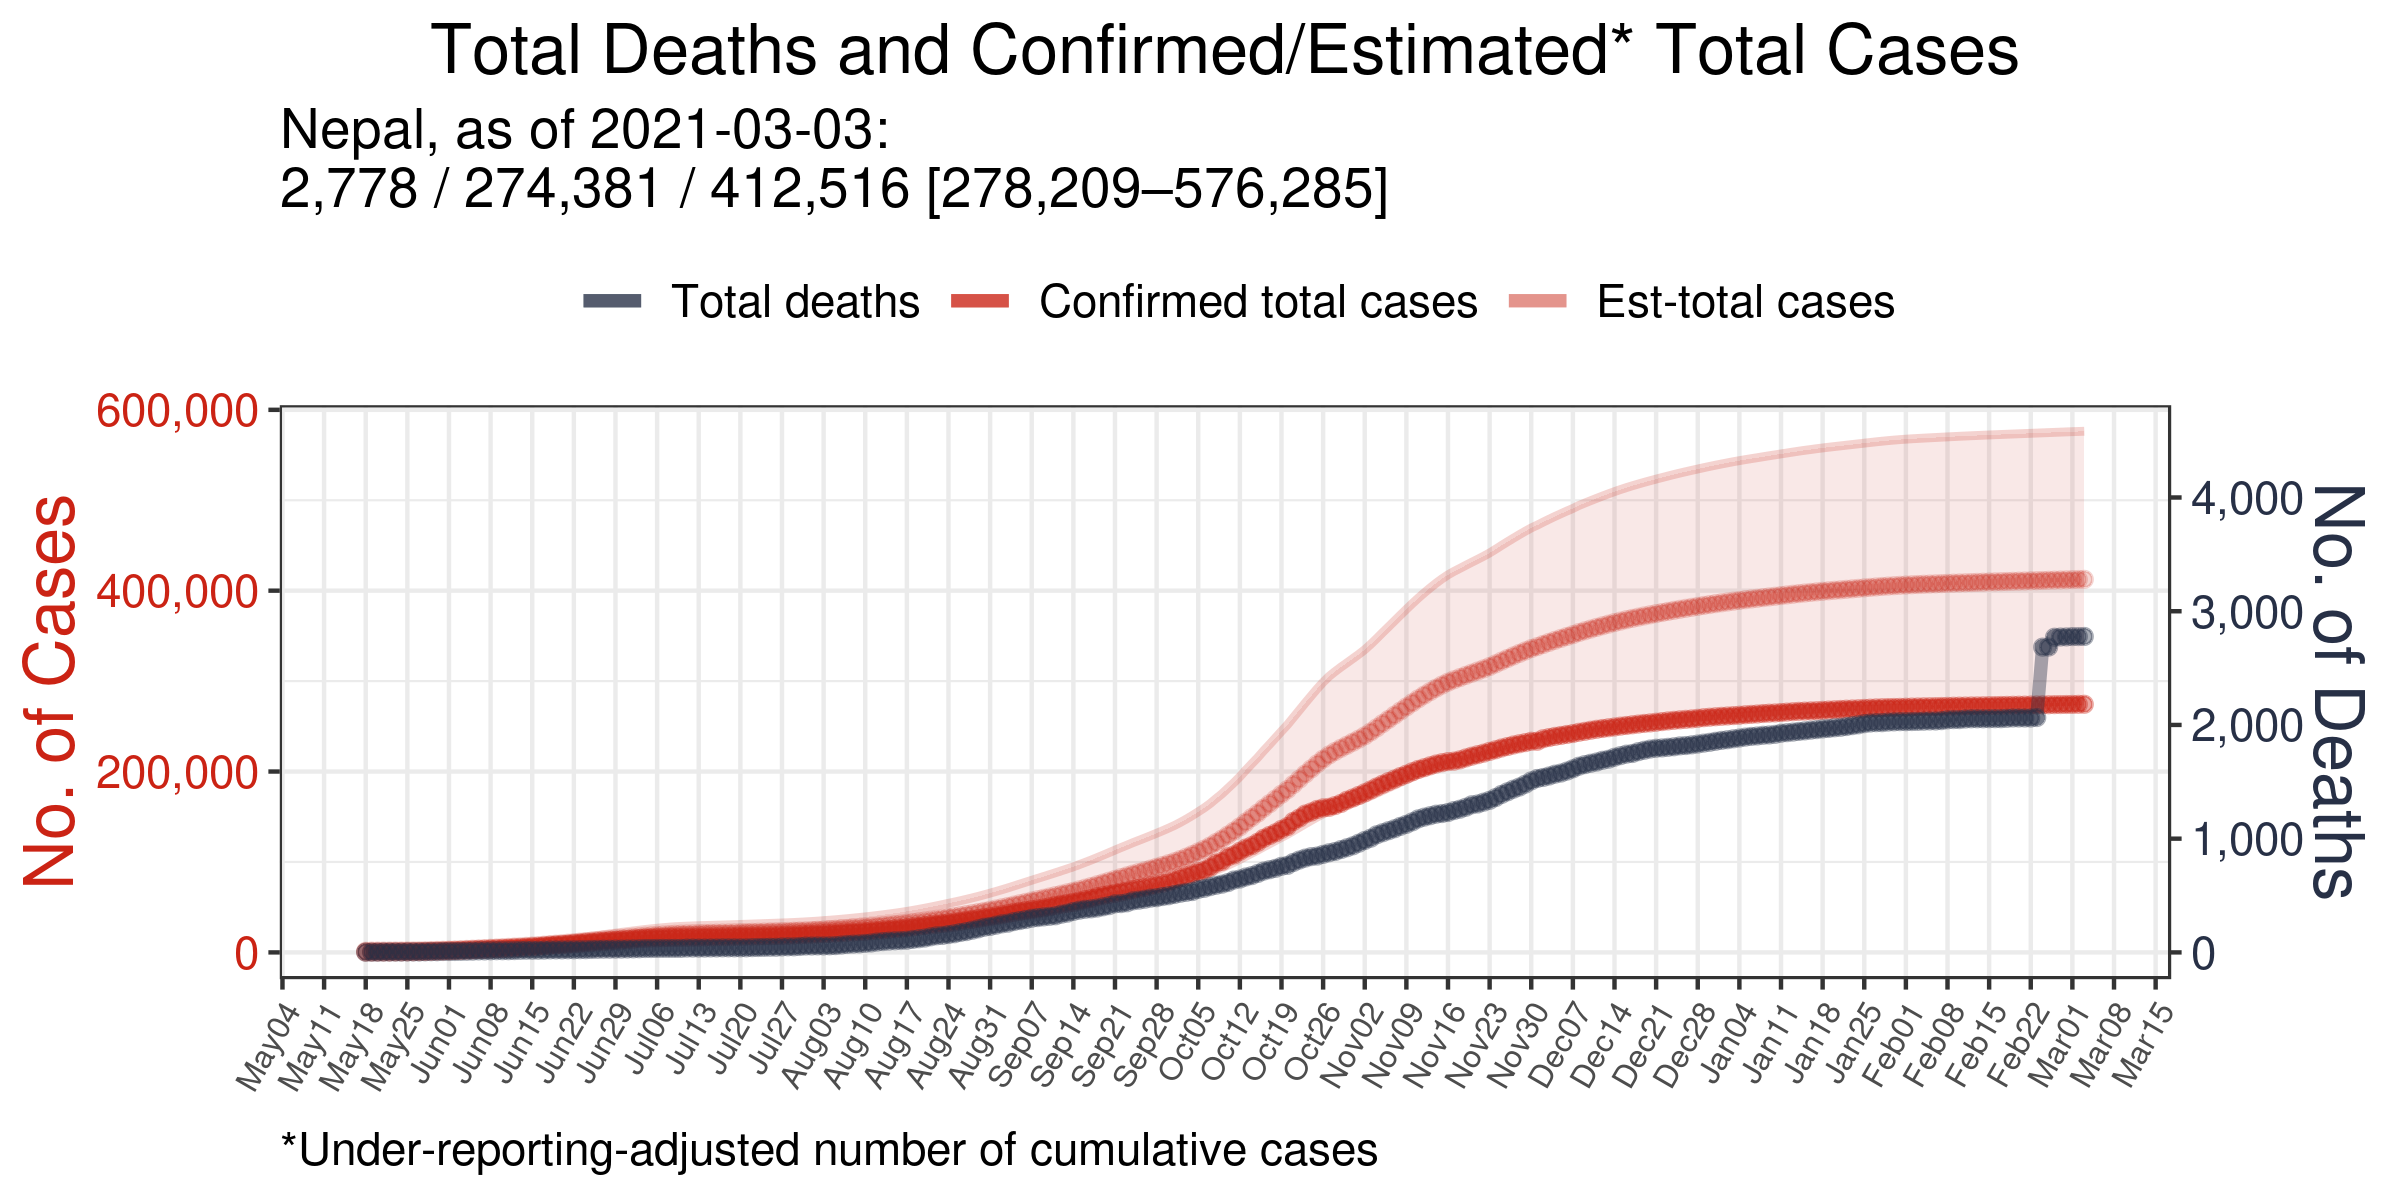 Total Deaths and Confirmed/Estimated* Total Cases
Nepal, as of 2021-03-03:
2,778 / 274,381 / 412,516 [278,209–576,285]
Total deaths
Confirmed total cases
Est-total cases
No. of Cases
600,000
400,000
200,000
0
4,000
3,000
2,000
1,000
0
No. of Deaths
May04
May11
May18
May25
Jun01
Jun08
Jun15
Jun22
Jun29
Jul06
Jul13
Jul20
Jul27
Aug03
Aug10
Aug17
Aug24
Aug31
Sep07
Sep14
Sep21
Sep28
Oct05
Oct12
Oct19
Oct26
Nov02
Nov09
Nov16
Nov23
Nov30
Dec07
Dec14
Dec21
Dec28
Jan04
Jan11
Jan18
Jan25
Feb01
Feb08
Feb15
Feb22
Mar01
Mar08
Mar15
*Under-reporting-adjusted number of cumulative cases